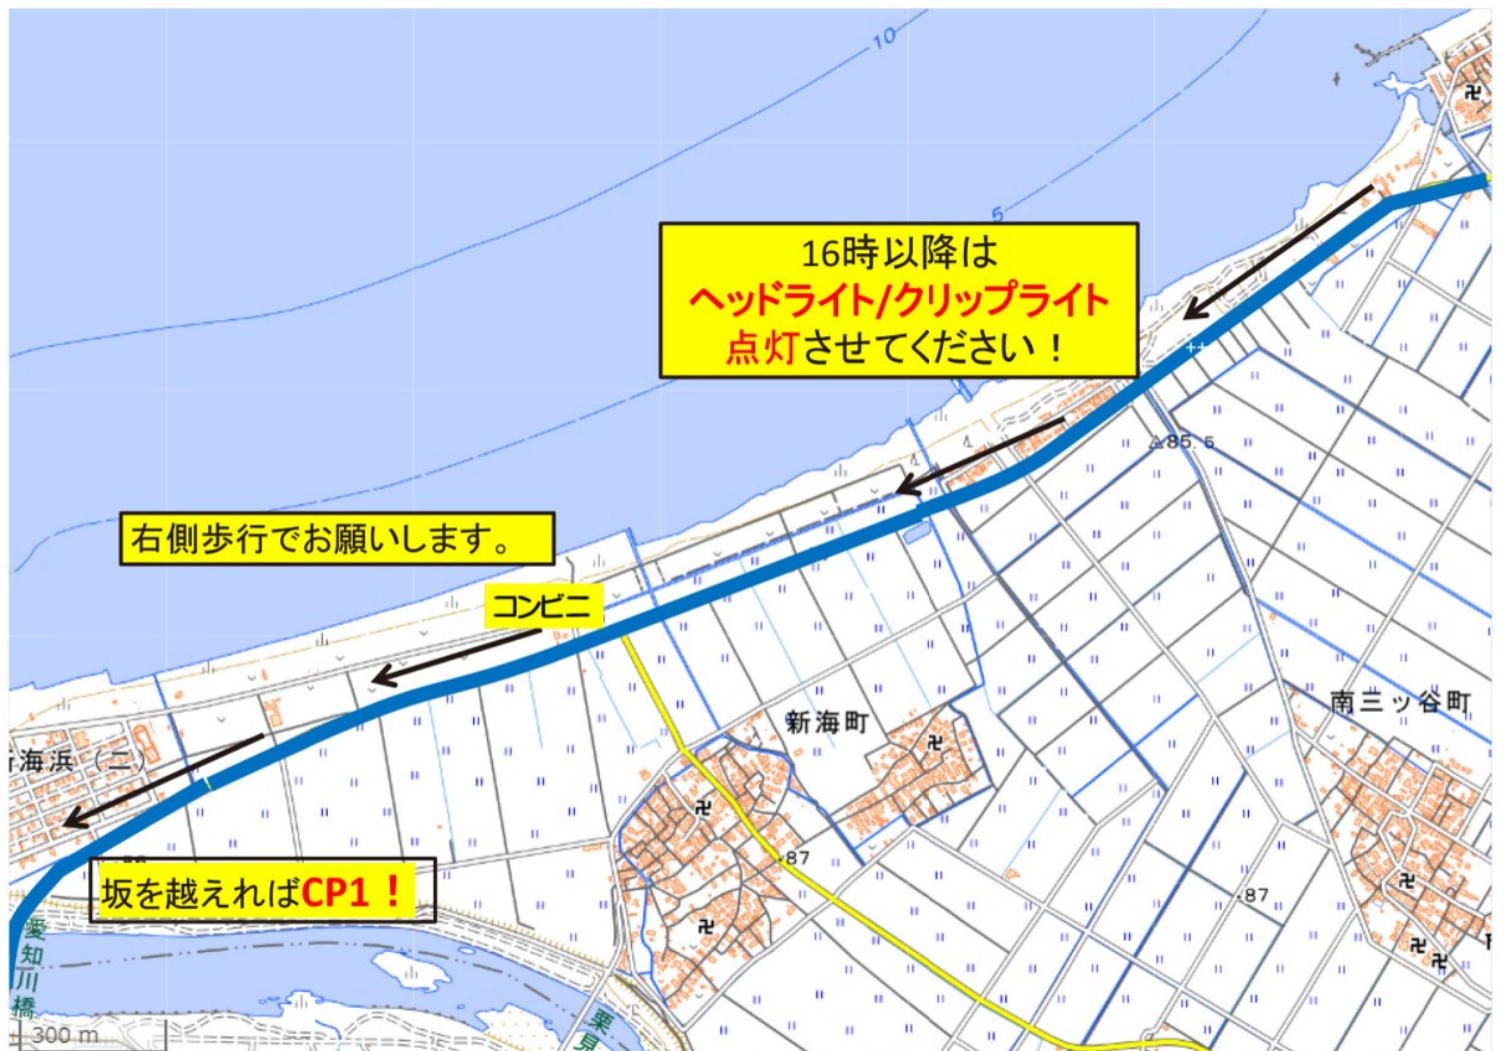 10
5
16時以降は
ヘッドライト/クリップライト
点灯させてください！
85.5
右側歩行でお願いします。
コンビニ
南三ッ谷町
新海町
海浜（二）
87
坂を越えればCP1！
87
愛知川橋
栗見
300 m